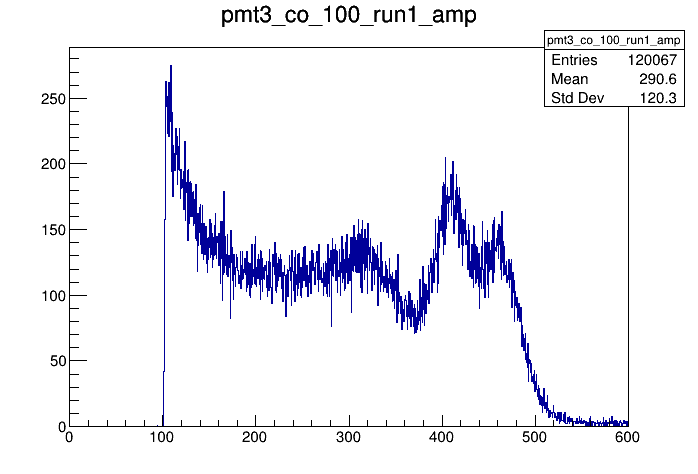 pmt3_co_100_run1_amp
pmt3_co_100_run1_amp
Entries 120067
Mean 290.6
Std Dev 120.3
250
200
150
100
50
0
0 100 200 300 400 500 600